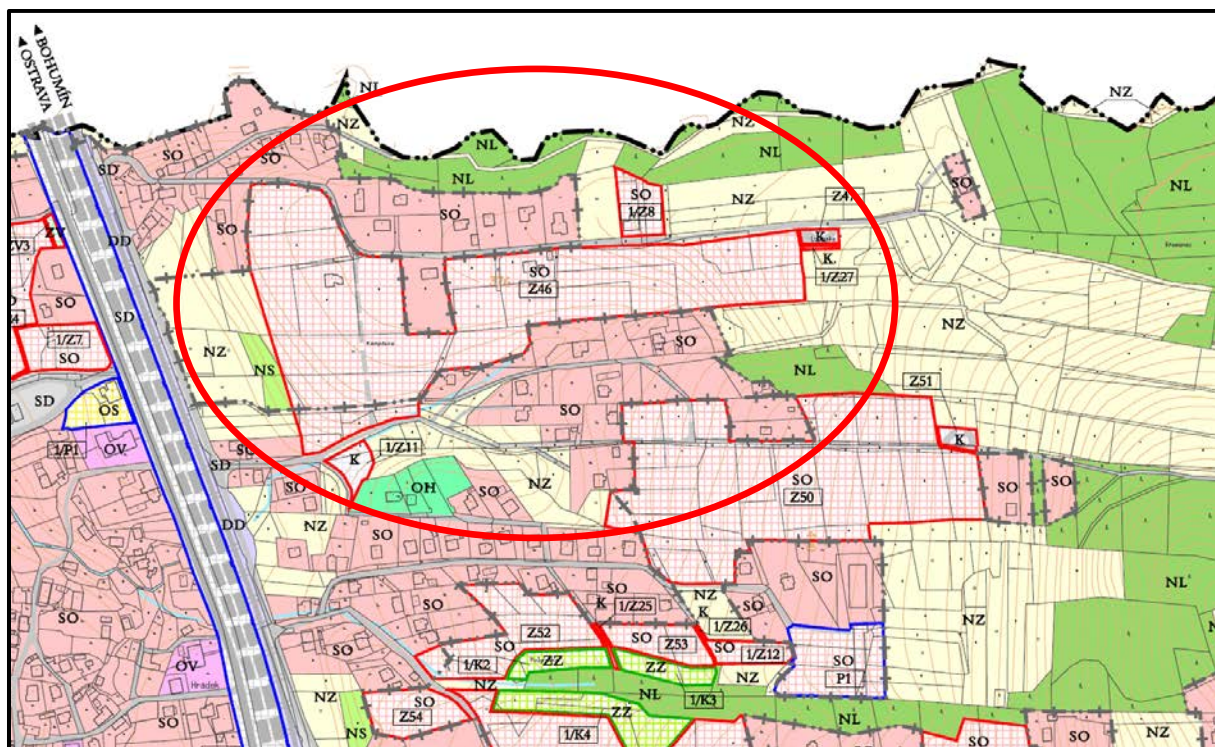 BOHUMÍN
OSTRAVA
NL
NZ
NL
NZ
NZ
NL
SD
SO
SO
SO
NL
SO
1/Z8
NZ
Z47
SO
NL
ZV
DD
SO
SO
K
K
1/Z27
ZV3
SO
SO
Z46
SD
1/Z7
SO
NZ
NS
SO
NL
NZ
Z51
SD
OS
1/P1
OV
SO
SO
1/Z11
K
K
SD
SO
OH
SO
NZ
SO
Z50
SO
SO
DD
NZ
SO
SO
SO
NL
SO
SO
K
1/Z25
NZ
K
1/Z26
SO
NZ
Z52
SO
SO
Z53
SO
1/Z12
OV
Hrádek
SO
1/K2
ZZ
ZZ
NZ
SO
P1
NZ
NL
1/K3
NZ
SO
NS
SO
Z54
ZZ
1/K4
NL
SO
SO
NZ
SO